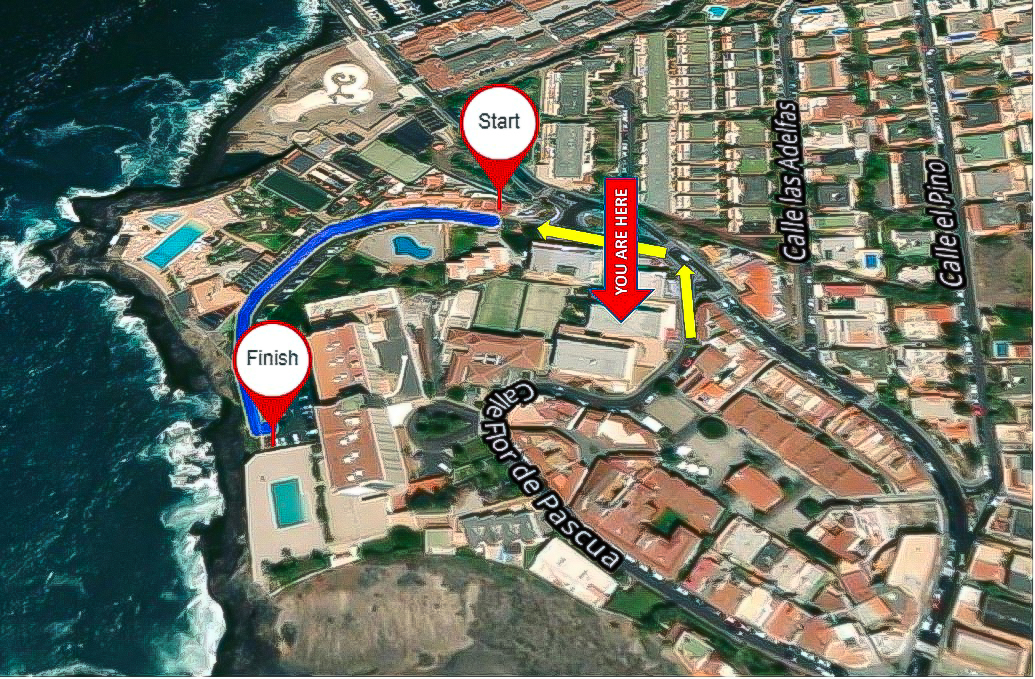 Start
YOU ARE HERE
Calle las Adelfas
Calle el Pino
Finish
Calle Flor de Pascua